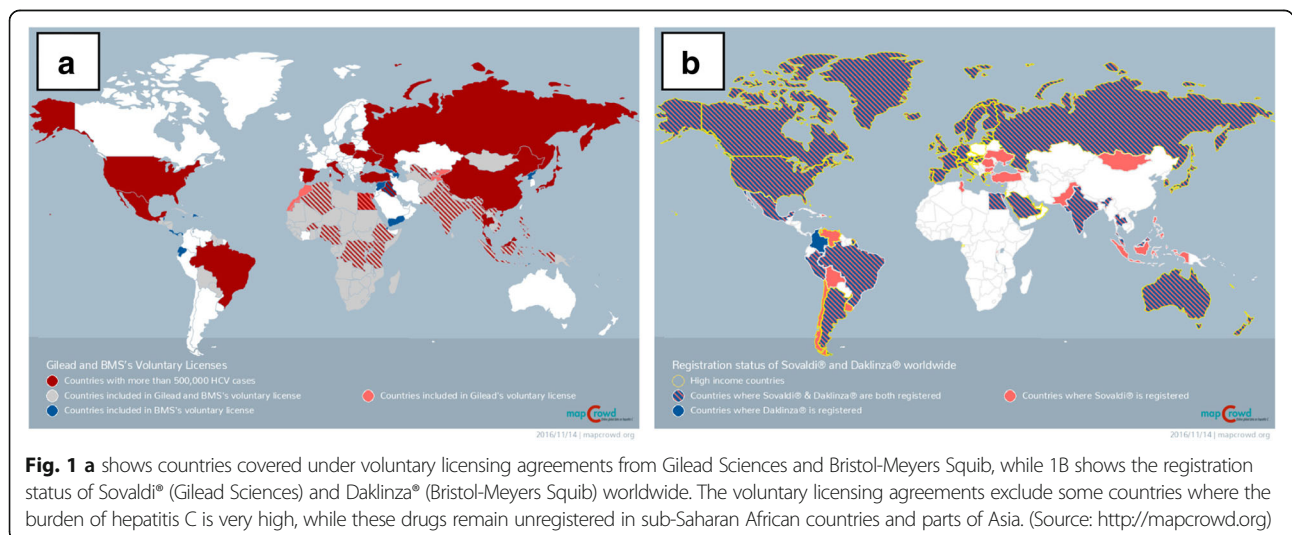 a
b
Gilead and BMS's Voluntary Licenses
Countries with more than 500,000 HCV cases
Countries included in Gilead and BMS's voluntary license
Countries included in Gilead's voluntary license
Countries included in BMS's voluntary license
mapCrowd
2016/11/14 | mapcrowd.org
Registration status of Sovaldi® and Daklinza® worldwide
High income countries
Countries where Sovaldi® & Daklinza® are both registered
Countries where Sovaldi® is registered
Countries where Daklinza® is registered
mapCrowd
2016/11/14 | mapcrowd.org
Fig. 1 a shows countries covered under voluntary licensing agreements from Gilead Sciences and Bristol-Meyers Squib, while 1B shows the registration
status of Sovaldi® (Gilead Sciences) and Daklinza® (Bristol-Meyers Squib) worldwide. The voluntary licensing agreements exclude some countries where the
burden of hepatitis C is very high, while these drugs remain unregistered in sub-Saharan African countries and parts of Asia. (Source: http://mapcrowd.org)